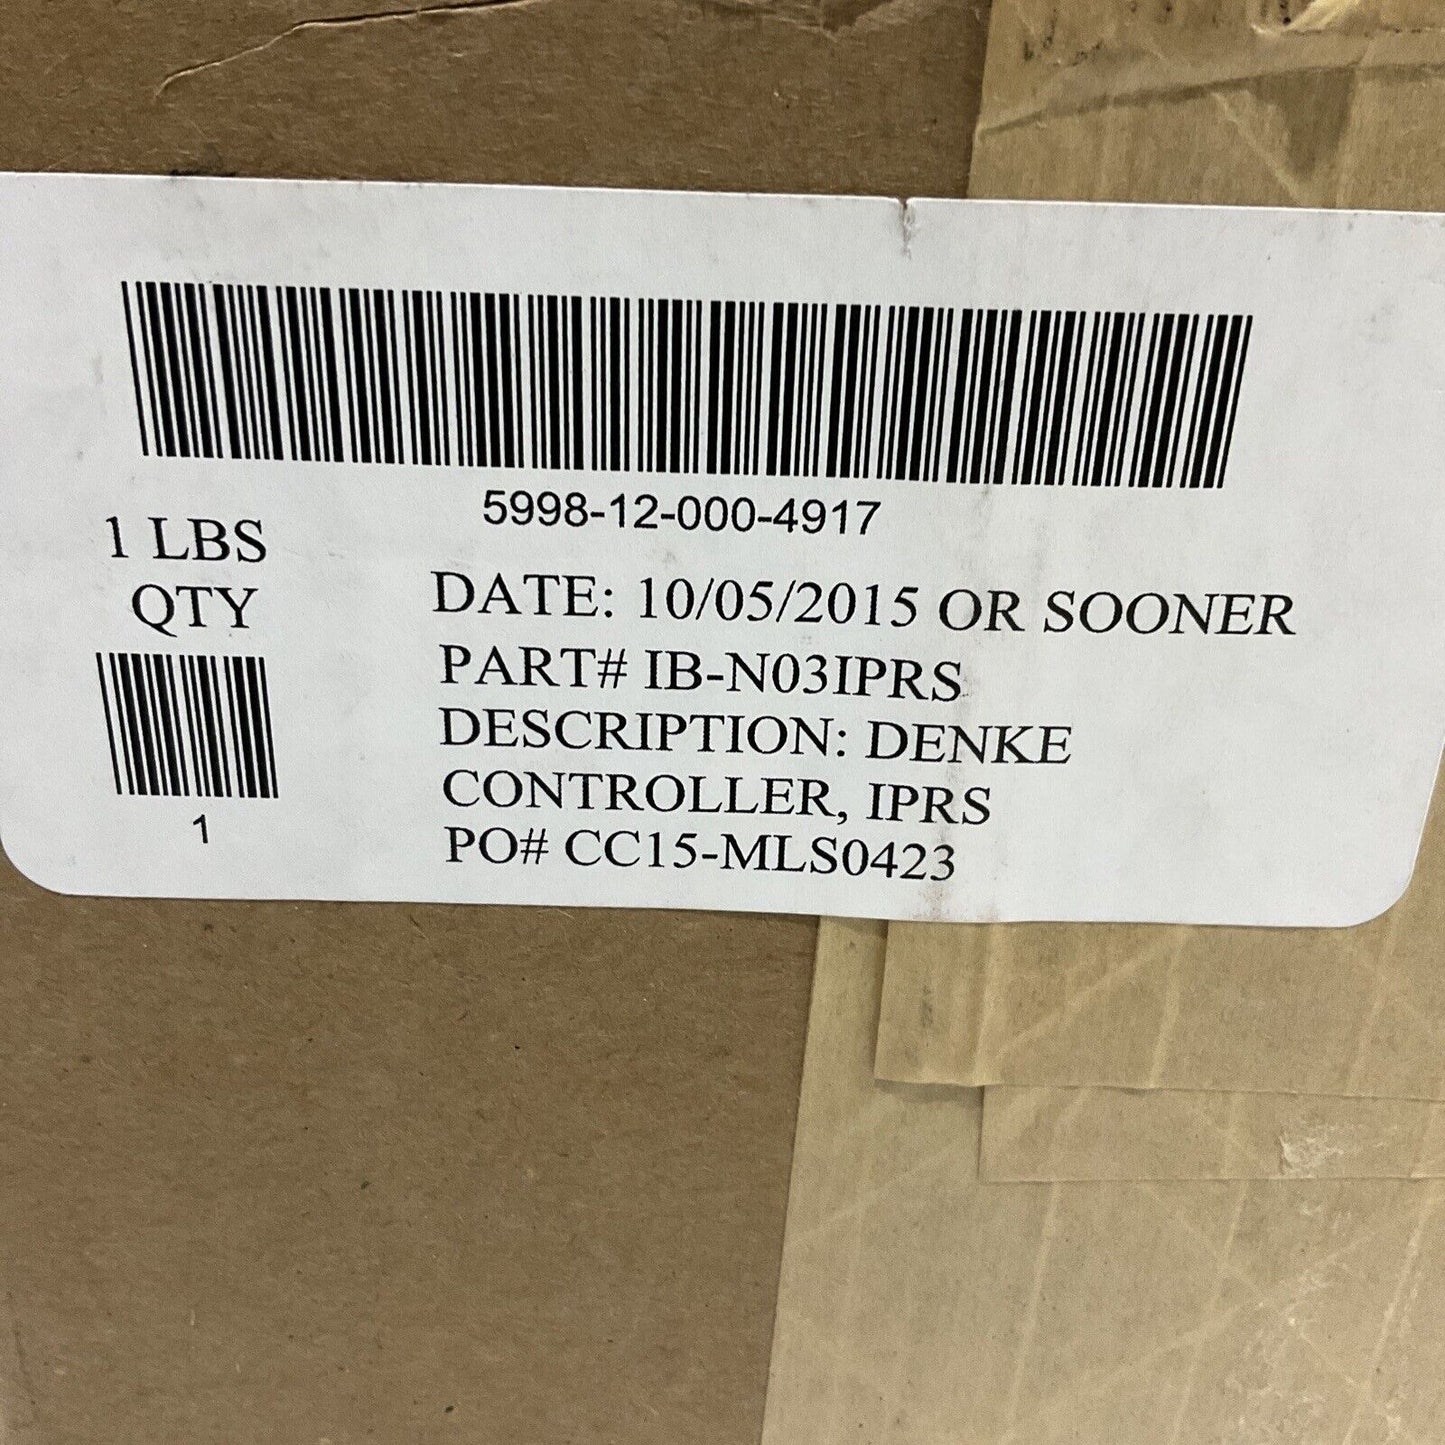 5998-12-000-4917
1 LBS
QTY
1
DATE: 10/05/2015 OR SOONER
PART# IB-N03IPRS
DESCRIPTION: DENKE
CONTROLLER, IPRS
PO# CC15-MLS0423